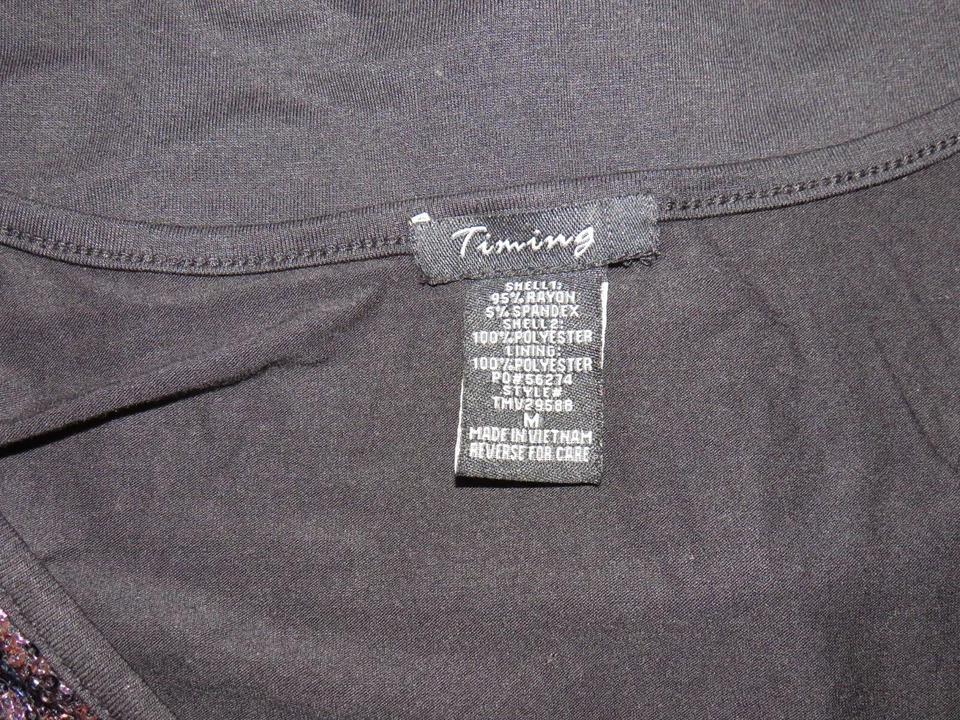 Timing
SHELL1:
95% RAYON
5% SPANDEX
SHELL2:
100%POLYESTER
LINING:
100%POLYESTER
PO#56274
STYLE#
TMV29588
M
MADE IN VIETNAM
REVERSE FOR CARE